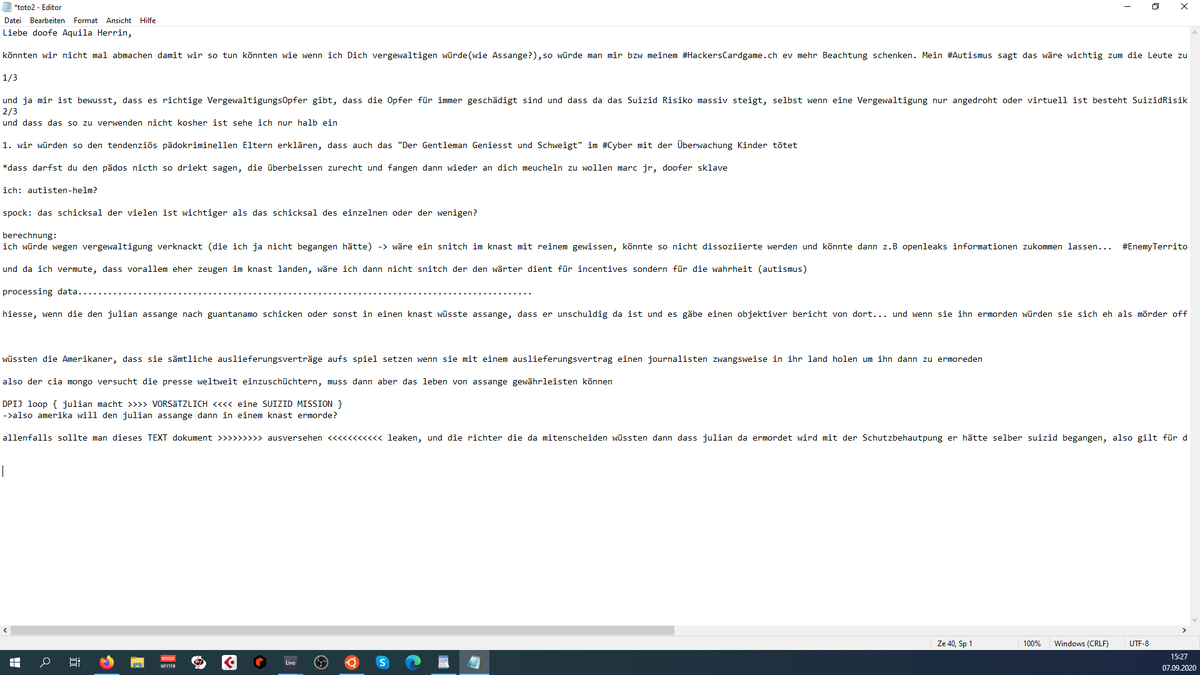 *toto2 - Editor
Datei Bearbeiten Format Ansicht Hilfe
Liebe doofe Aquila Herrin,
könnten wir nicht mal abmachen damit wir so tun könnten wie wenn ich Dich vergewaltigen würde(wie Assange?),so würde man mir bzw meinem #HackersCardgame.ch ev mehr Beachtung schenken. Mein #Autismus sagt das wäre wichtig zum die Leute zu
1/3
und ja mir ist bewusst, dass es richtige VergewaltigungsOpfer gibt, dass die Opfer für immer geschädigt sind und dass da das Suizid Risiko massiv steigt, selbst wenn eine Vergewaltigung nur angedroht oder virtuell ist besteht SuizidRisik
2/3
und dass das so zu verwenden nicht kosher ist sehe ich nur halb ein
1. wir würden so den tendenziös pädokriminellen Eltern erklären, dass auch das "Der Gentleman Geniesst und Schweigt" im #Cyber mit der Überwachung Kinder tötet
*dass darfst du den pädos nicth so driekt sagen, die überbeissen zurecht und fangen dann wieder an dich meucheln zu wollen marc jr, doofer sklave
ich: autisten-helm?
spock: das schicksal der vielen ist wichtiger als das schicksal des einzelnen oder der wenigen?
berechnung:
ich würde wegen vergewaltigung verknackt (die ich ja nicht begangen hätte) -> wäre ein snitch im knast mit reinem gewissen, könnte so nicht dissoziierte werden und könnte dann z.B openleaks informationen zukommen lassen... #EnemyTerrito
und da ich vermute, dass vorallem eher zeugen im knast landen, wäre ich dann nicht snitch der den wärter dient für incentives sondern für die wahrheit (autismus)
processing data...........................................................................................
hiesse, wenn die den julian assange nach guantanamo schicken oder sonst in einen knast wüsste assange, dass er unschuldig da ist und es gäbe einen objektiver bericht von dort... und wenn sie ihn ermorden würden sie sich eh als mörder off
wüssten die Amerikaner, dass sie sämtliche auslieferungsverträge aufs spiel setzen wenn sie mit einem auslieferungsvertrag einen journalisten zwangsweise in ihr land holen um ihn dann zu ermoreden
also der cia mongo versucht die presse weltweit einzuschüchtern, muss dann aber das leben von assange gewährleisten können
DPIJ loop { julian macht >>>> VORSäTZLICH <<<< eine SUIZID MISSION }
->also amerika will den julian assange dann in einem knast ermorde?
allenfalls sollte man dieses TEXT dokument >>>>>>>>> ausversehen <<<<<<<<<<< leaken, und die richter die da mitenscheiden wüssten dann dass julian da ermordet wird mit der Schutzbehautpung er hätte selber suizid begangen, also gilt für d
Ze 40, Sp 1 100% Windows (CRLF) UTF-8
Live
15:27
07.09.2020